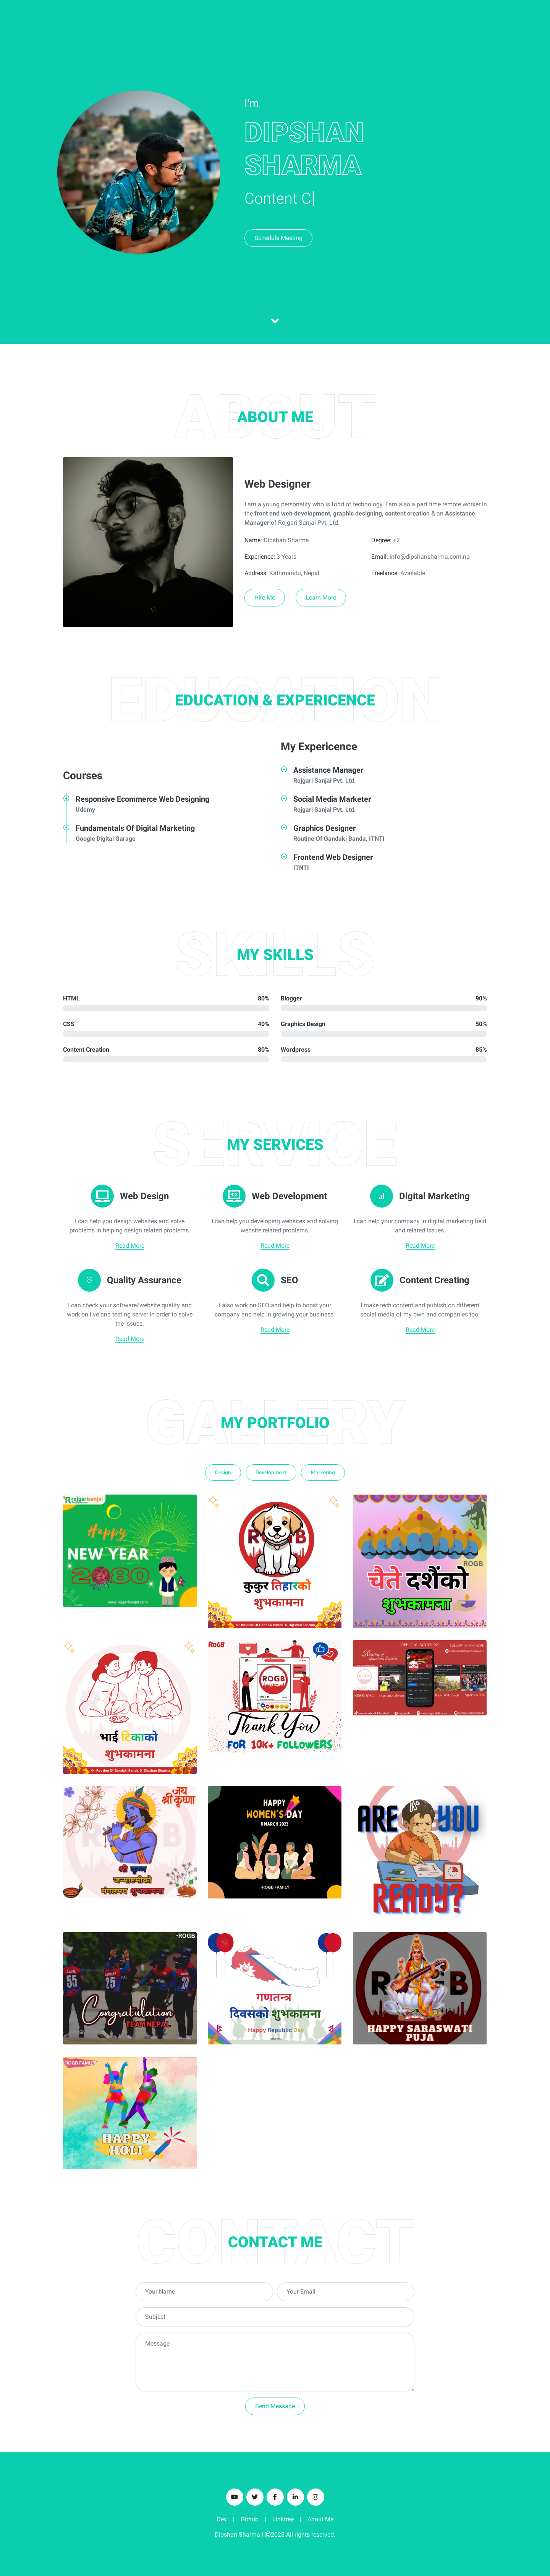 I'm
DIPSHAN
SHARMA
Content C
Schedule Meeting
ABOUT
ABOUT ME
Web Designer
I am a young personality who is fond of technology. I am also a part time remote worker in
the front end web development, graphic designing, content creation & an Assistance
Manager of Rojgari Sanjal Pvt. Ltd.
Name: Dipshan Sharma
Degree: +2
Experience: 3 Years
Email: info@dipshansharma.com.np
Address: Kathmandu, Nepal
Freelance: Available
Hire Me
Learn More
EDUCATION
EDUCATION & EXPERICENCE
Courses
Responsive Ecommerce Web Designing
Udemy
Fundamentals Of Digital Marketing
Google Digital Garage
My Expericence
Assistance Manager
Rojgari Sanjal Pvt. Ltd.
Social Media Marketer
Rojgari Sanjal Pvt. Ltd.
Graphics Designer
Routine Of Gandaki Banda, ITNTI
Frontend Web Designer
ITNTI
SKILLS
MY SKILLS
HTML 80%
Blogger 90%
CSS 40%
Graphics Design 50%
Content Creation 80%
Wordpress 85%
SERVICE
MY SERVICES
Web Design
I can help you design websites and solve
problems in helping design related problems.
Read More
Web Development
I can help you developing websites and solving
website related problems.
Read More
Digital Marketing
I can help your company in digital marketing field
and related issues.
Read More
Quality Assurance
I can check your software/website quality and
work on live and testing server in order to solve
the issues.
Read More
SEO
I also work on SEO and help to boost your
company and help in growing your business.
Read More
Content Creating
I make tech content and publish on different
social media of my own and companies too.
Read More
GALLERY
MY PORTFOLIO
Design
Development
Marketing
rojgarisanjal
Happy
NEW YEAR
2080
www.rojgarisanjal.com
ROGB
कुकुर तिहारको
शुभकामना
ROGB
चैते दशैंको
शुभकामना
भाई टिकाको
शुभकामना
ROGB
ROGB
Thank You
FOR 10K+ FOLLOWERS
OFFICIAL ACCOUNT
जय
श्री कृष्ण
श्री कृष्ण
जन्माष्टमीको
मंगलमय शुभकामना
HAPPY
WOMEN'S DAY
8 MARCH 2023
-ROGB FAMILY
ARE YOU
READY?
-ROGB
55
25
Congratulation
TEAM NEPAL
गणतन्त्र
दिवसको शुभकामना
Happy Republic Day
HAPPY SARASWATI
PUJA
ROGB FAMILY
HAPPY
HOLI
CONTACT
CONTACT ME
Your Name
Your Email
Subject
Message
Send Message
Dev | Github | Linktree | About Me
Dipshan Sharma | ©2023 All rights reserved.